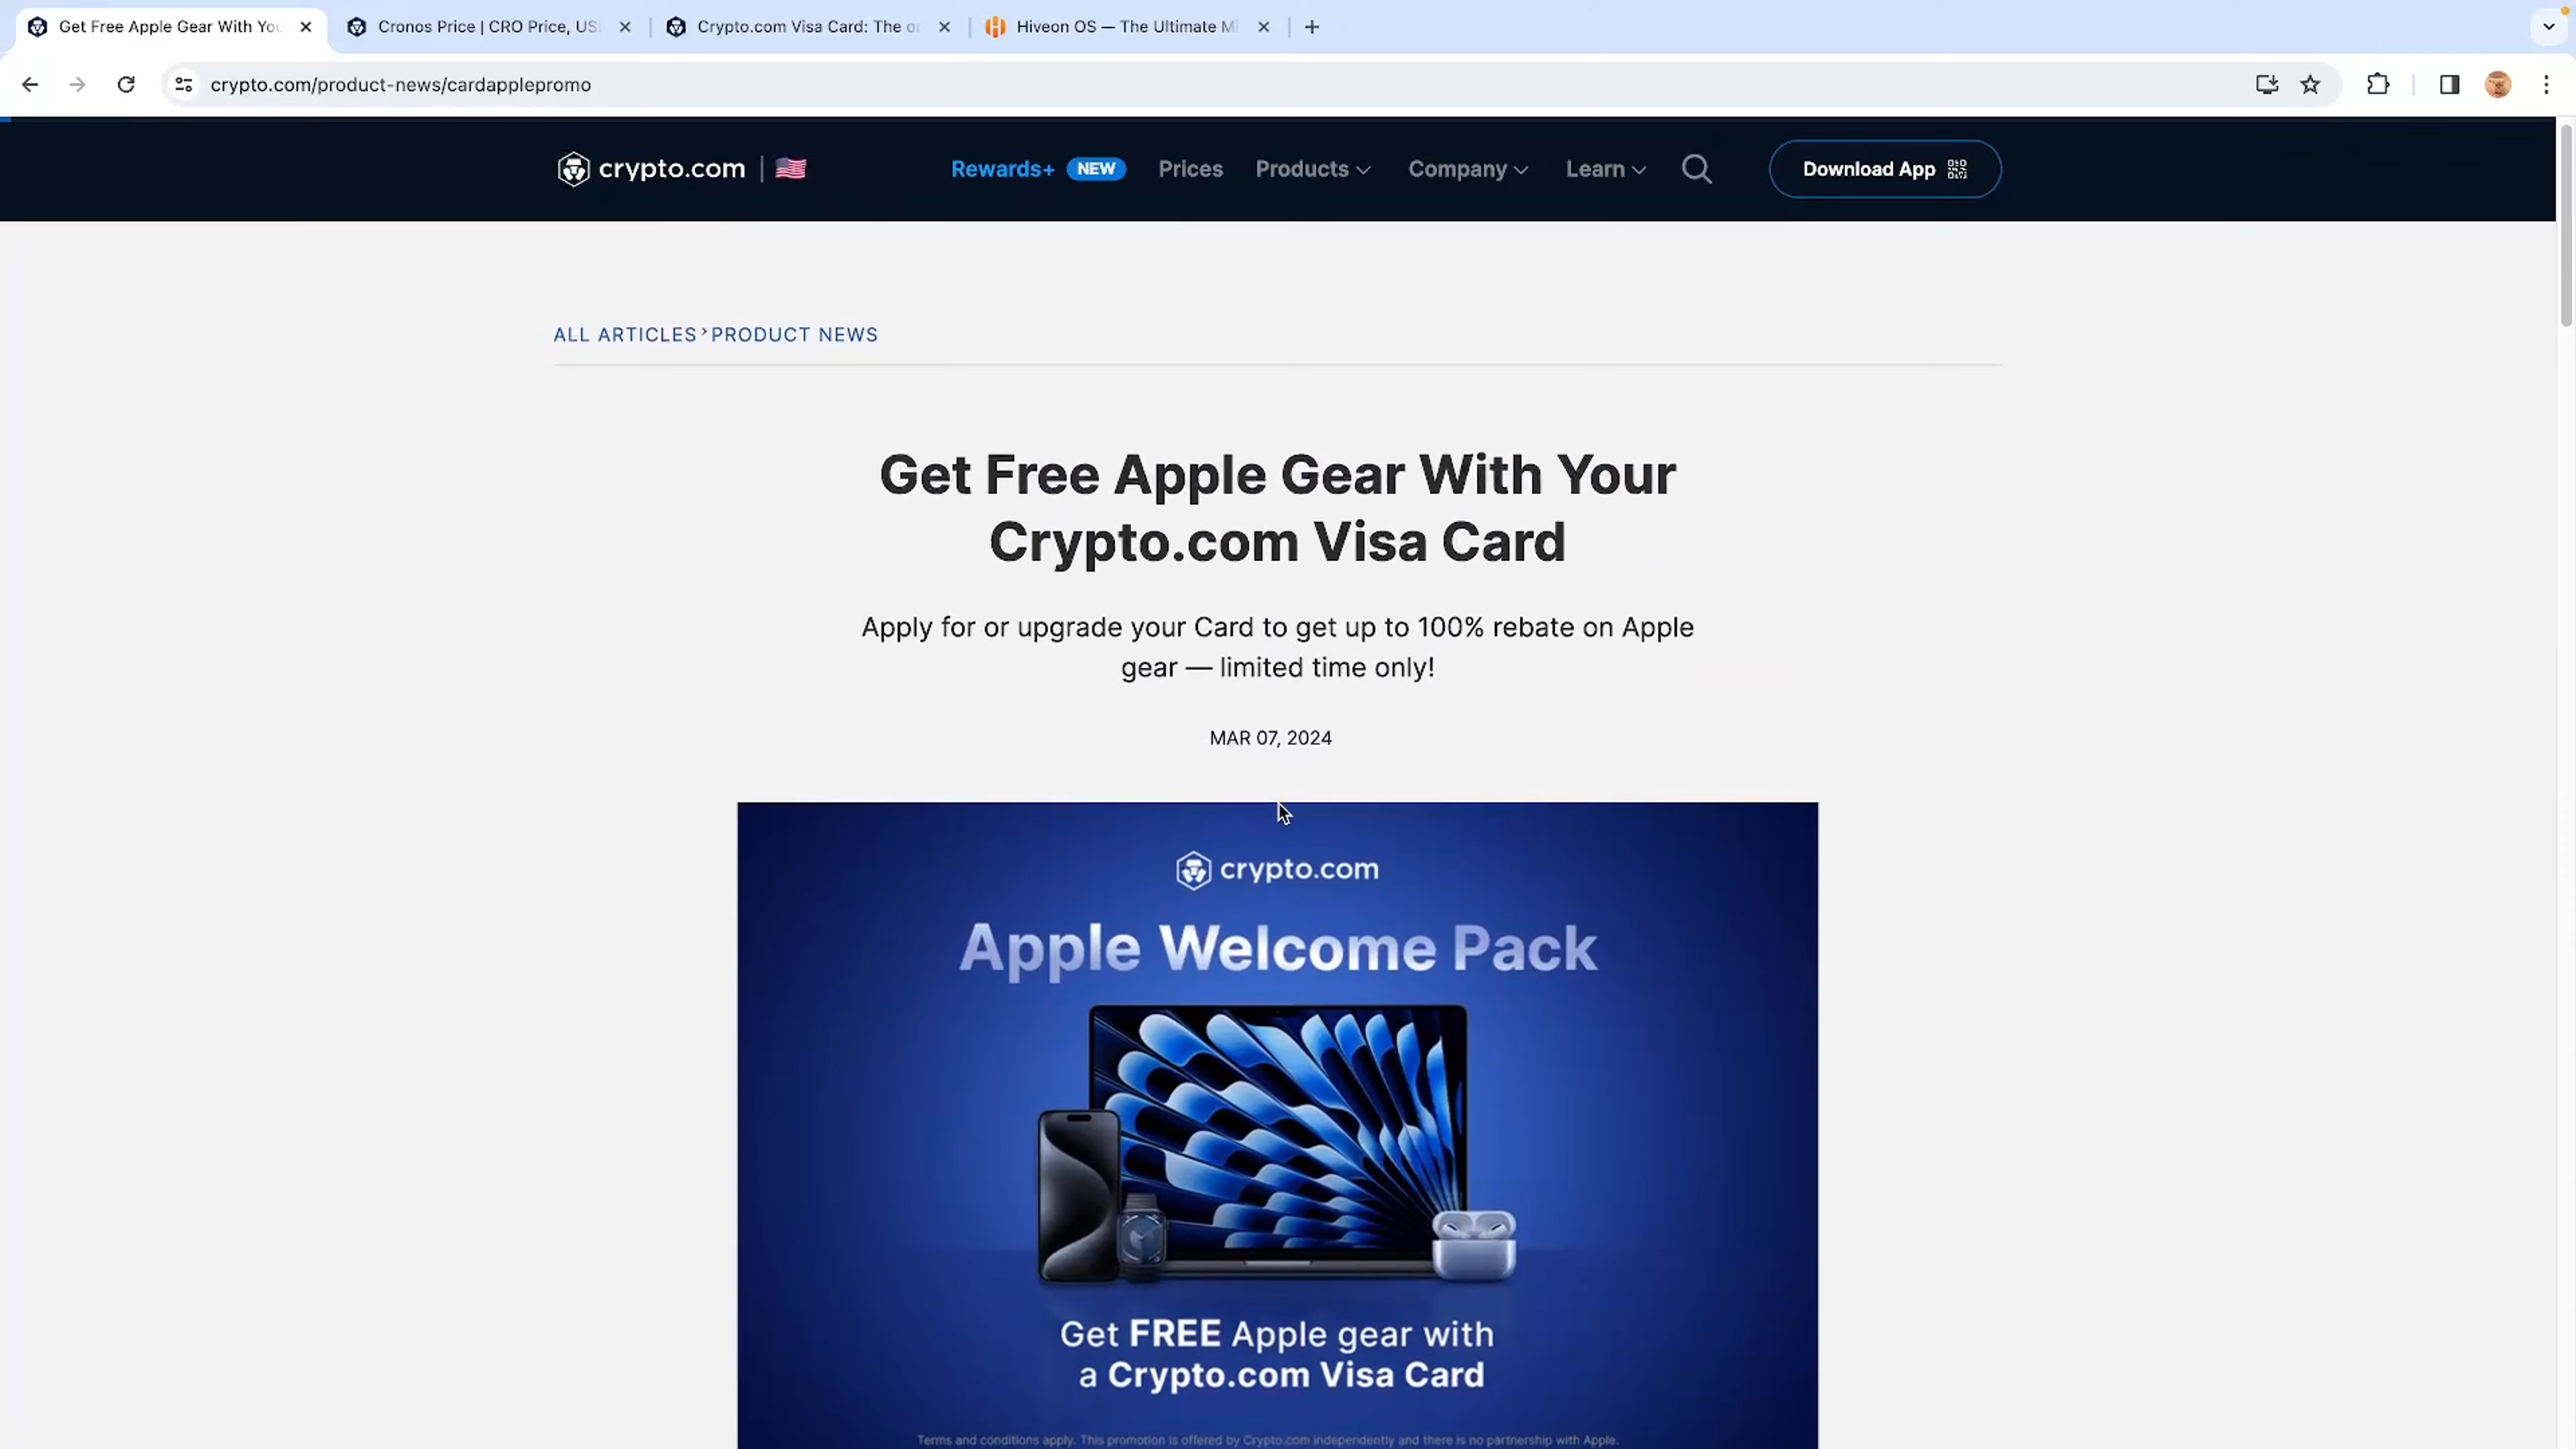 Get Free Apple Gear With You
Cronos Price | CRO Price, US
Crypto.com Visa Card: The o
Hiveon OS — The Ultimate Mi
crypto.com/product-news/cardapplepromo
crypto.com
Rewards+ NEW Prices Products Company Learn Download App
ALL ARTICLES > PRODUCT NEWS
Get Free Apple Gear With Your
Crypto.com Visa Card
Apply for or upgrade your Card to get up to 100% rebate on Apple
gear — limited time only!
MAR 07, 2024
crypto.com
Apple Welcome Pack
Get FREE Apple gear with
a Crypto.com Visa Card
Terms and conditions apply. This promotion is offered by Crypto.com independently and there is no partnership with Apple.